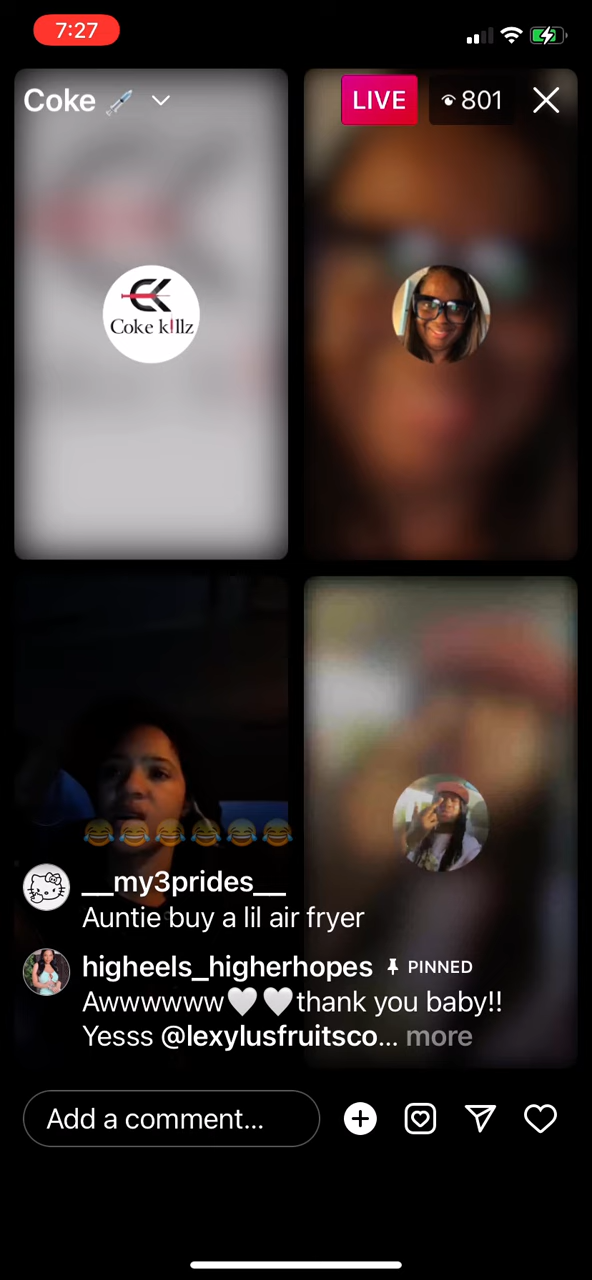 7:27
Coke 💉
LIVE
801
Coke k!llz
😂😂😂😂😂😂
__my3prides__
Auntie buy a lil air fryer
higheels_higherhopes PINNED
Awwwwww🤍🤍thank you baby!!
Yesss @lexylusfruitsco... more
Add a comment...